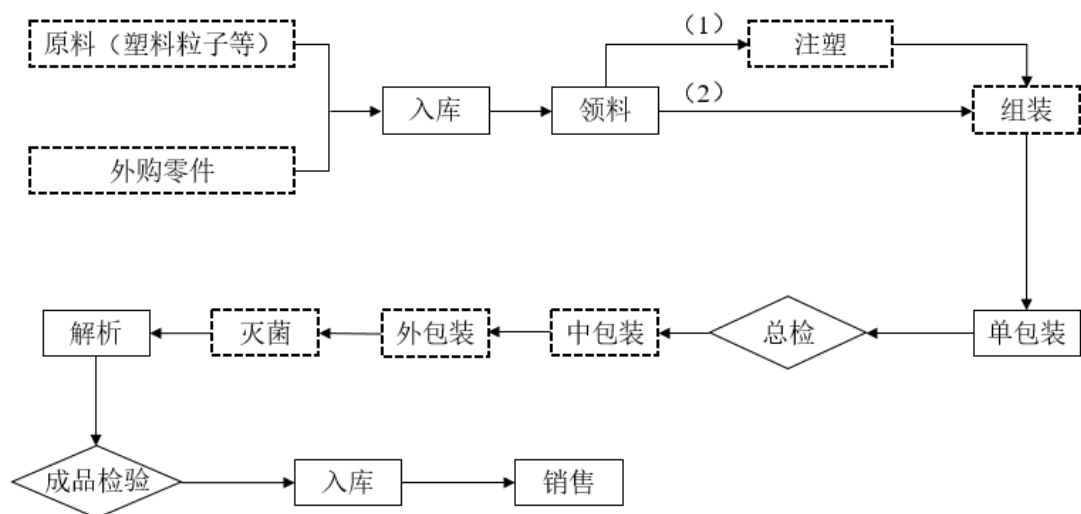 原料（塑料粒子等）
外购零件
入库
领料
（1）
注塑
（2）
组装
单包装
总检
中包装
外包装
灭菌
解析
成品检验
入库
销售